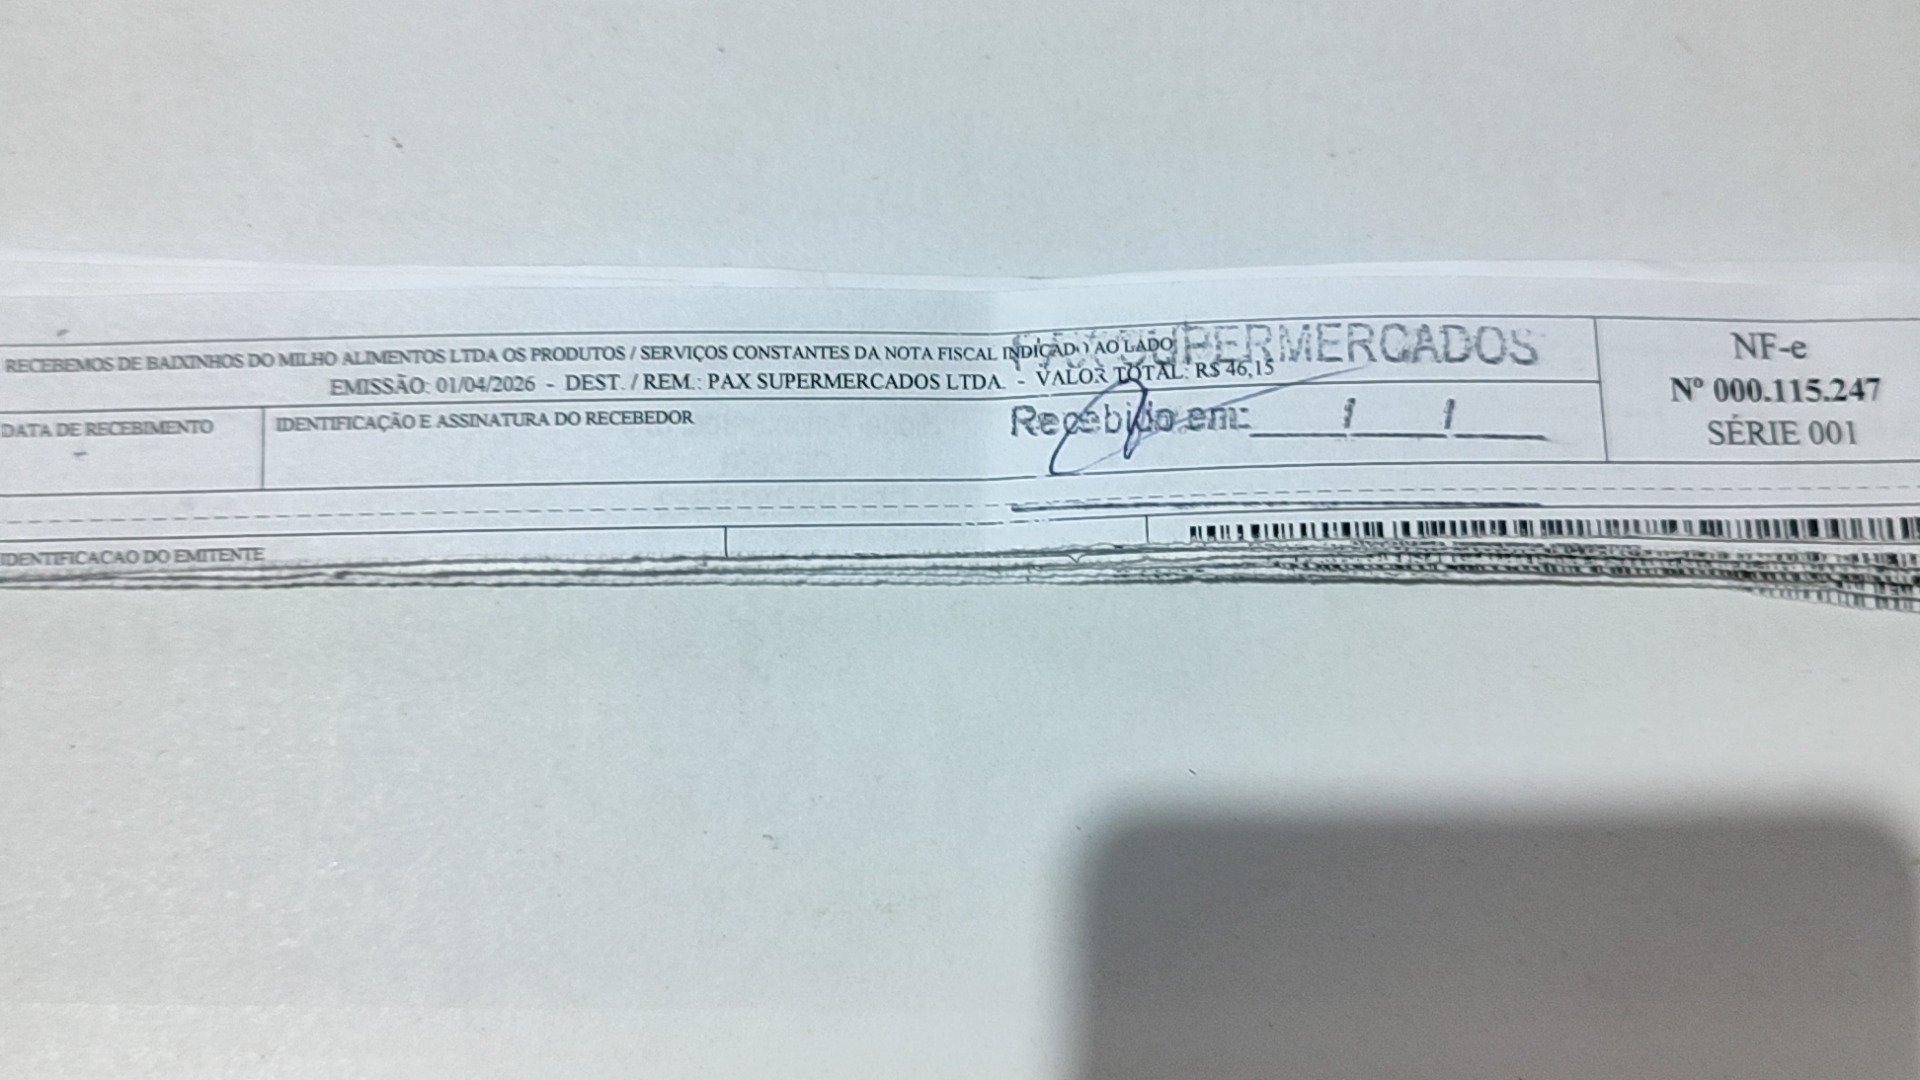 RECEBEMOS DE BAIXINHOS DO MILHO ALIMENTOS LTDA OS PRODUTOS / SERVIÇOS CONSTANTES DA NOTA FISCAL INDICADO AO LADO
EMISSÃO: 01/04/2026 - DEST. / REM.: PAX SUPERMERCADOS LTDA. - VALOR TOTAL: R$ 46,15
SUPERMERCADOS
DATA DE RECEBIMENTO
IDENTIFICAÇÃO E ASSINATURA DO RECEBEDOR
Recebido em: / /
NF-e
Nº 000.115.247
SÉRIE 001
IDENTIFICACAO DO EMITENTE